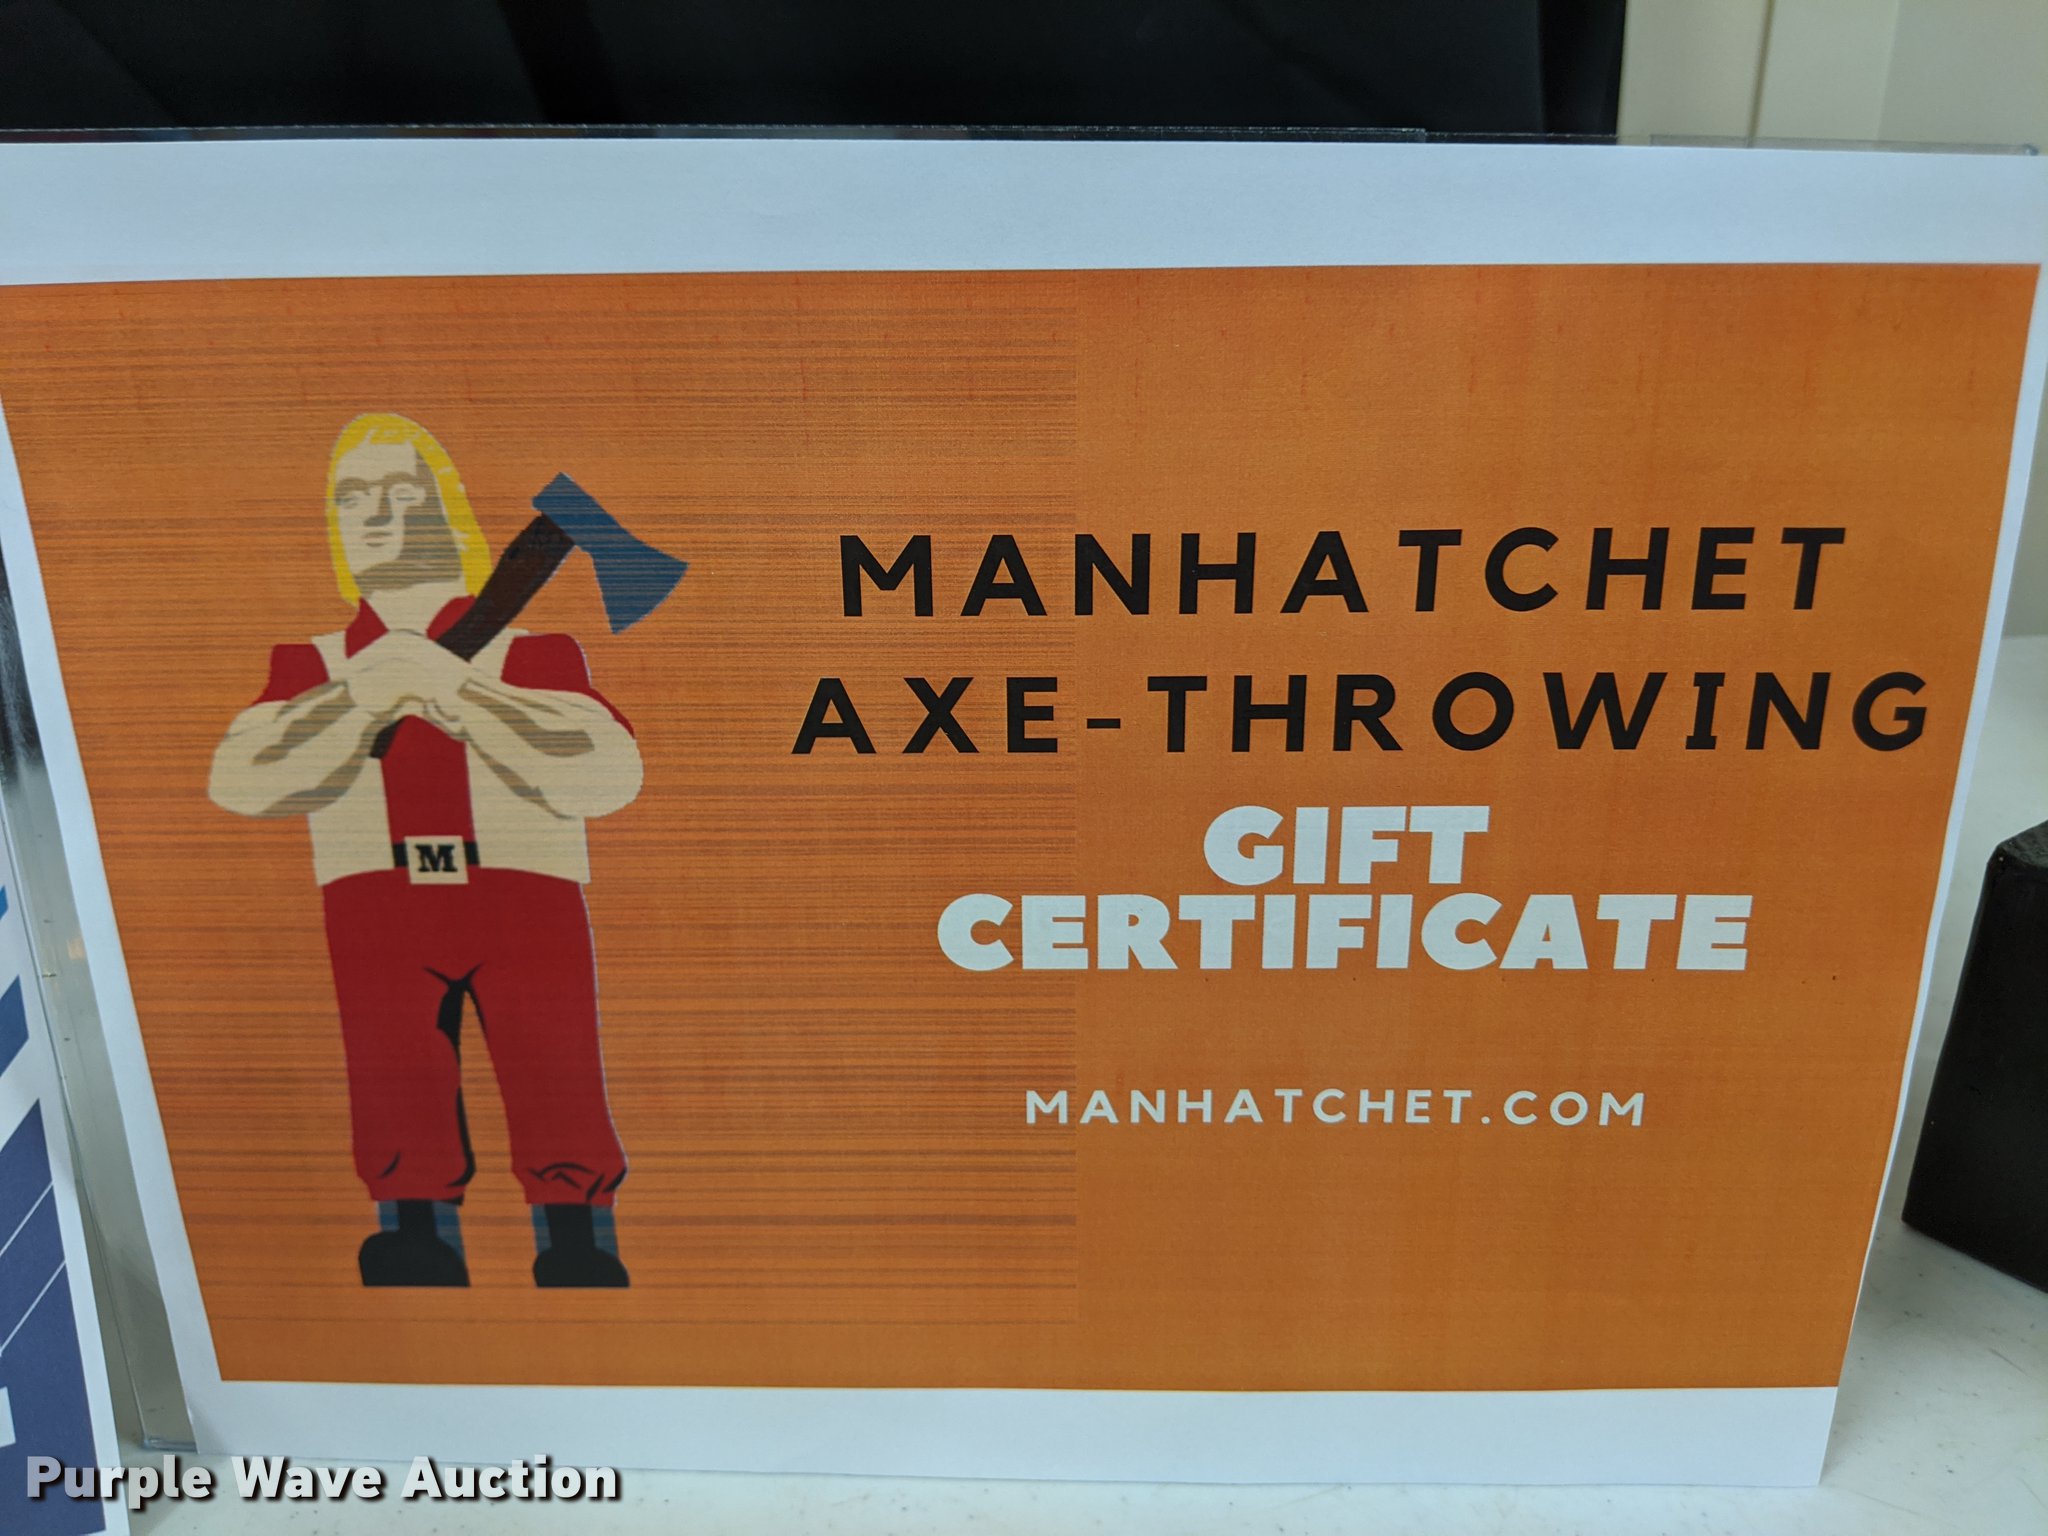 MANHATCHET
AXE-THROWING
GIFT
CERTIFICATE
MANHATCHET.COM
M
Purple Wave Auction